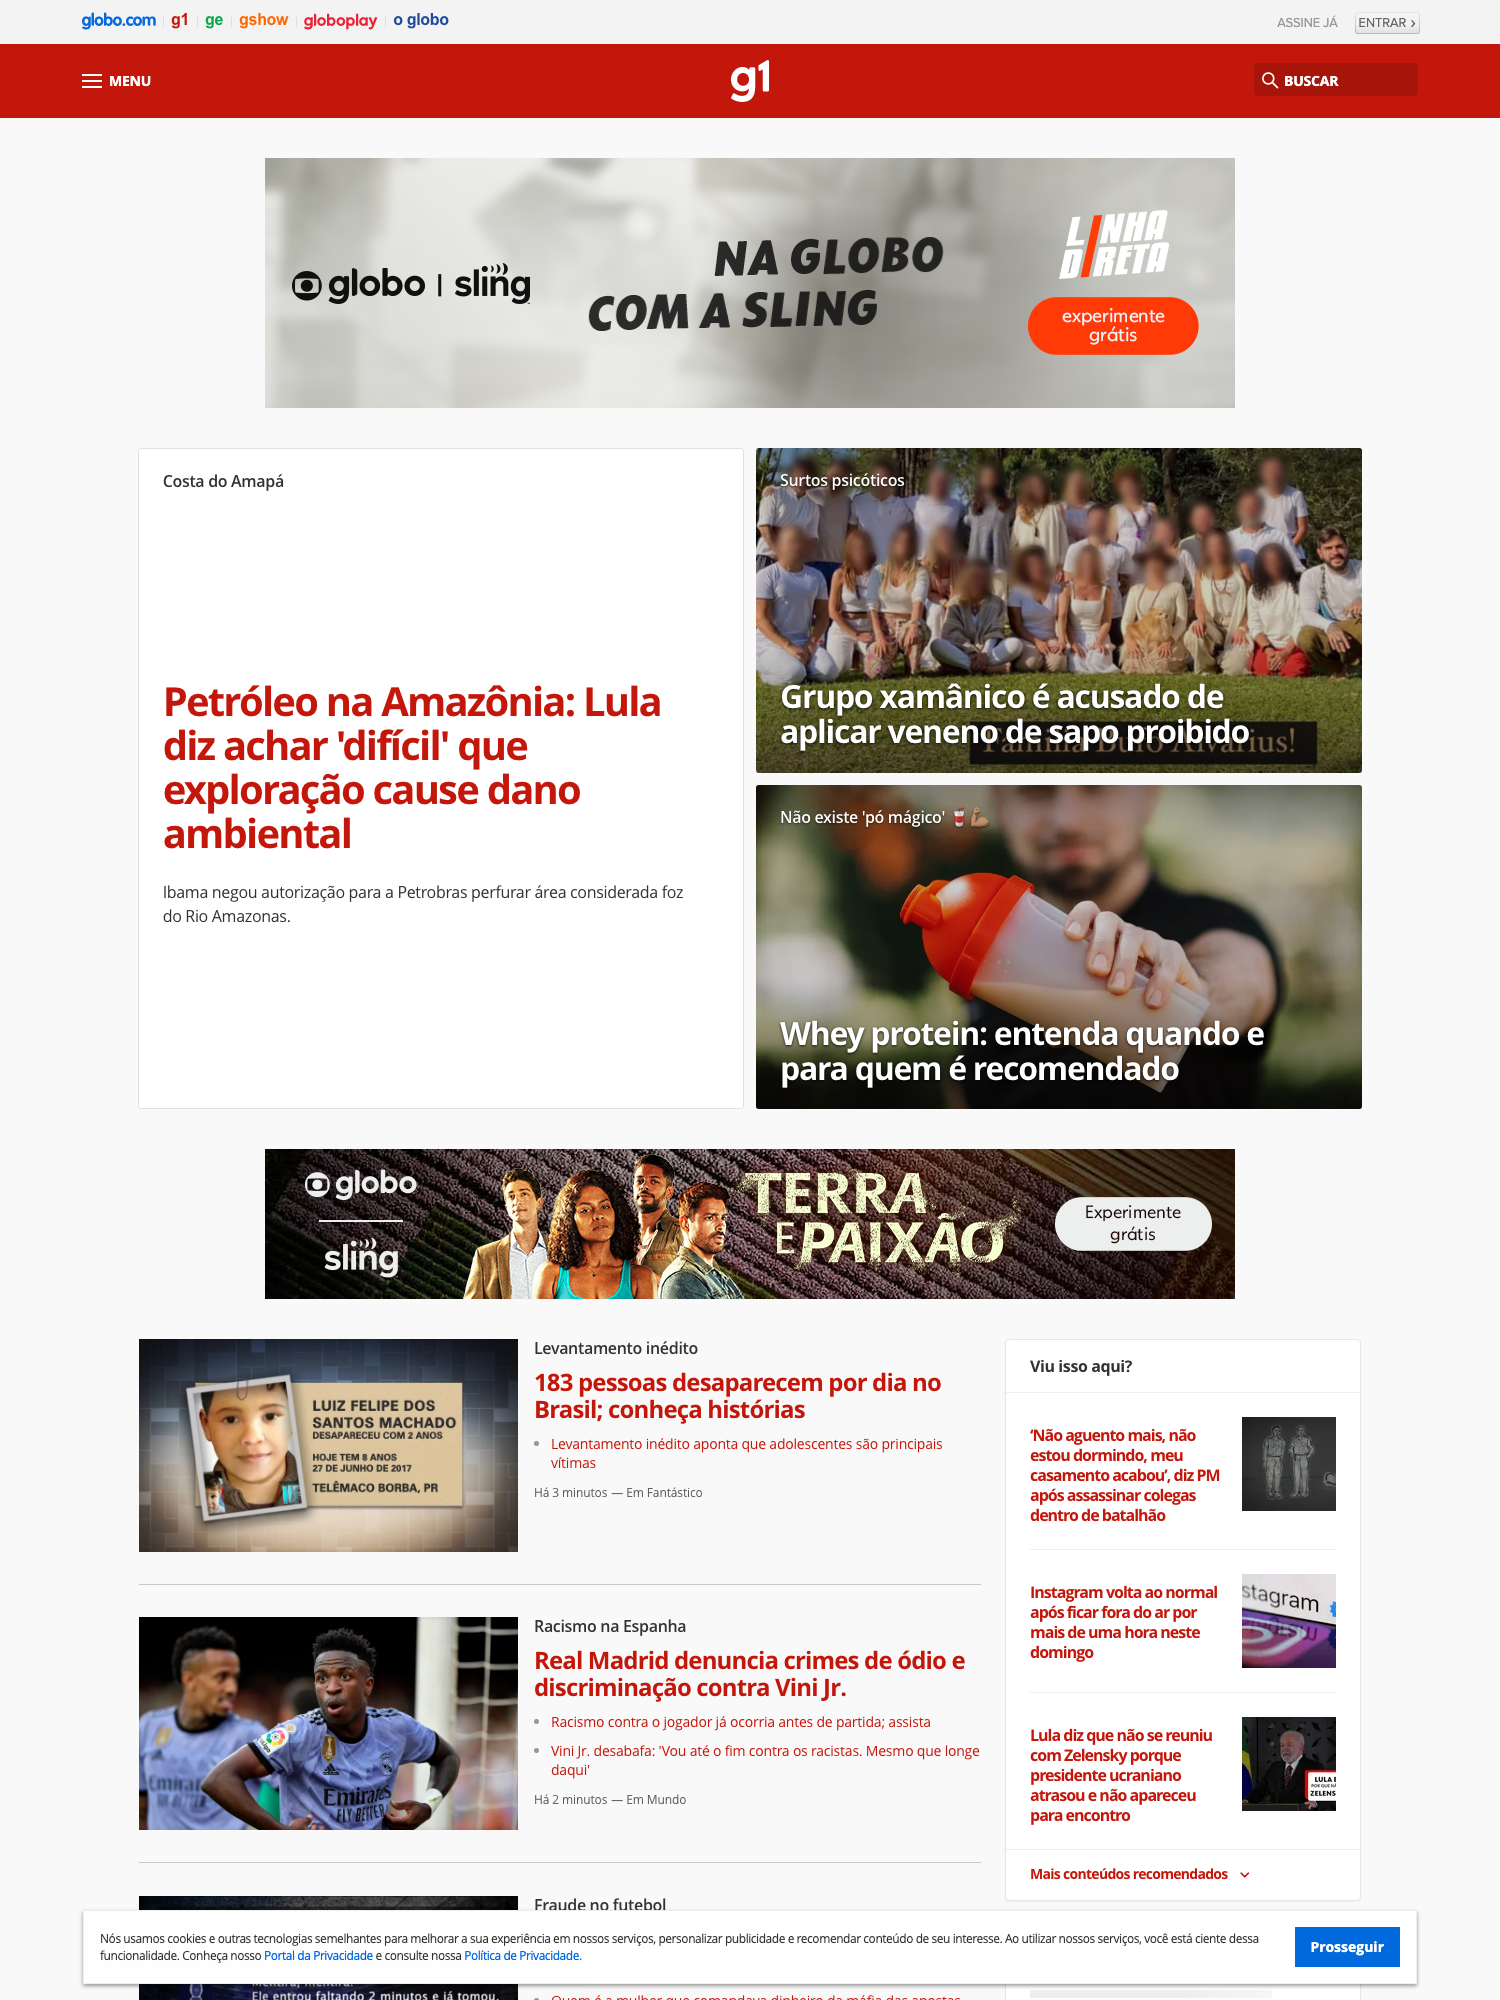 globo.com
g1
ge
gshow
globoplay
o globo
ASSINE JÁ
ENTRAR ›
MENU
g1
BUSCAR
globo | sling
NA GLOBO
COM A SLING
LINHA
DIRETA
experimente
grátis
Costa do Amapá
Petróleo na Amazônia: Lula
diz achar 'difícil' que
exploração cause dano
ambiental
Ibama negou autorização para a Petrobras perfurar área considerada foz
do Rio Amazonas.
Surtos psicóticos
Grupo xamânico é acusado de
aplicar veneno de sapo proibido
Não existe 'pó mágico' 🥤💪🏽
Whey protein: entenda quando e
para quem é recomendado
globo
sling
TERRA
E PAIXÃO
Experimente
grátis
LUIZ FELIPE DOS
SANTOS MACHADO
DESAPARECEU COM 2 ANOS
HOJE TEM 8 ANOS
27 DE JUNHO DE 2017
TELÊMACO BORBA, PR
Levantamento inédito
183 pessoas desaparecem por dia no
Brasil; conheça histórias
Levantamento inédito aponta que adolescentes são principais
vítimas
Há 3 minutos — Em Fantástico
Racismo na Espanha
Real Madrid denuncia crimes de ódio e
discriminação contra Vini Jr.
Racismo contra o jogador já ocorria antes de partida; assista
Vini Jr. desabafa: 'Vou até o fim contra os racistas. Mesmo que longe
daqui'
Há 2 minutos — Em Mundo
Emirates
FLY BETTER
Fraude no futebol
Viu isso aqui?
'Não aguento mais, não
estou dormindo, meu
casamento acabou', diz PM
após assassinar colegas
dentro de batalhão
Instagram volta ao normal
após ficar fora do ar por
mais de uma hora neste
domingo
stagram
Lula diz que não se reuniu
com Zelensky porque
presidente ucraniano
atrasou e não apareceu
para encontro
Mais conteúdos recomendados
Nós usamos cookies e outras tecnologias semelhantes para melhorar a sua experiência em nossos serviços, personalizar publicidade e recomendar conteúdo de seu interesse. Ao utilizar nossos serviços, você está ciente dessa
funcionalidade. Conheça nosso Portal da Privacidade e consulte nossa Política de Privacidade.
Prosseguir
Ele entrou faltando 2 minutos e já tomou.
Quem é a mulher que comandava dinheiro da máfia das apostas